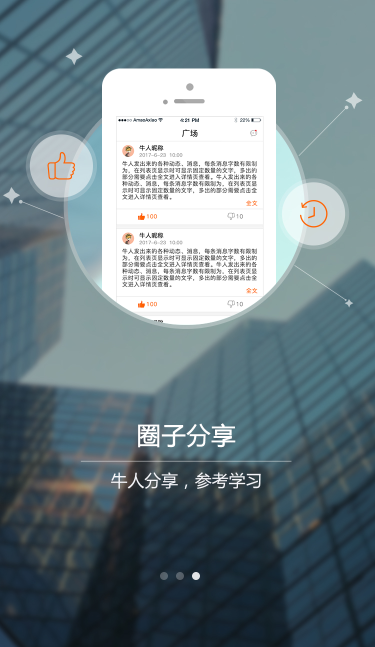 AmaoAxiao 4:21 PM 22%
广场
牛人昵称
2017-6-23 10:00
牛人发出来的各种动态、消息，每条消息字数有限制
为，在列表页显示时可显示固定数量的文字，多出的
部分需要点击全文进入详情页查看。牛人发出来的各
种动态、消息，每条消息字数有限制为，在列表页显
示时可显示固定数量的文字，多出的部分需要点击全
文进入详情页查看。
全文
100 10
牛人昵称
2017-6-23 10:00
牛人发出来的各种动态、消息，每条消息字数有限制
为，在列表页显示时可显示固定数量的文字，多出的
部分需要点击全文进入详情页查看。牛人发出来的各
种动态、消息，每条消息字数有限制为，在列表页显
示时可显示固定数量的文字，多出的部分需要点击全
文进入详情页查看。
全文
100 10
圈子分享
牛人分享，参考学习